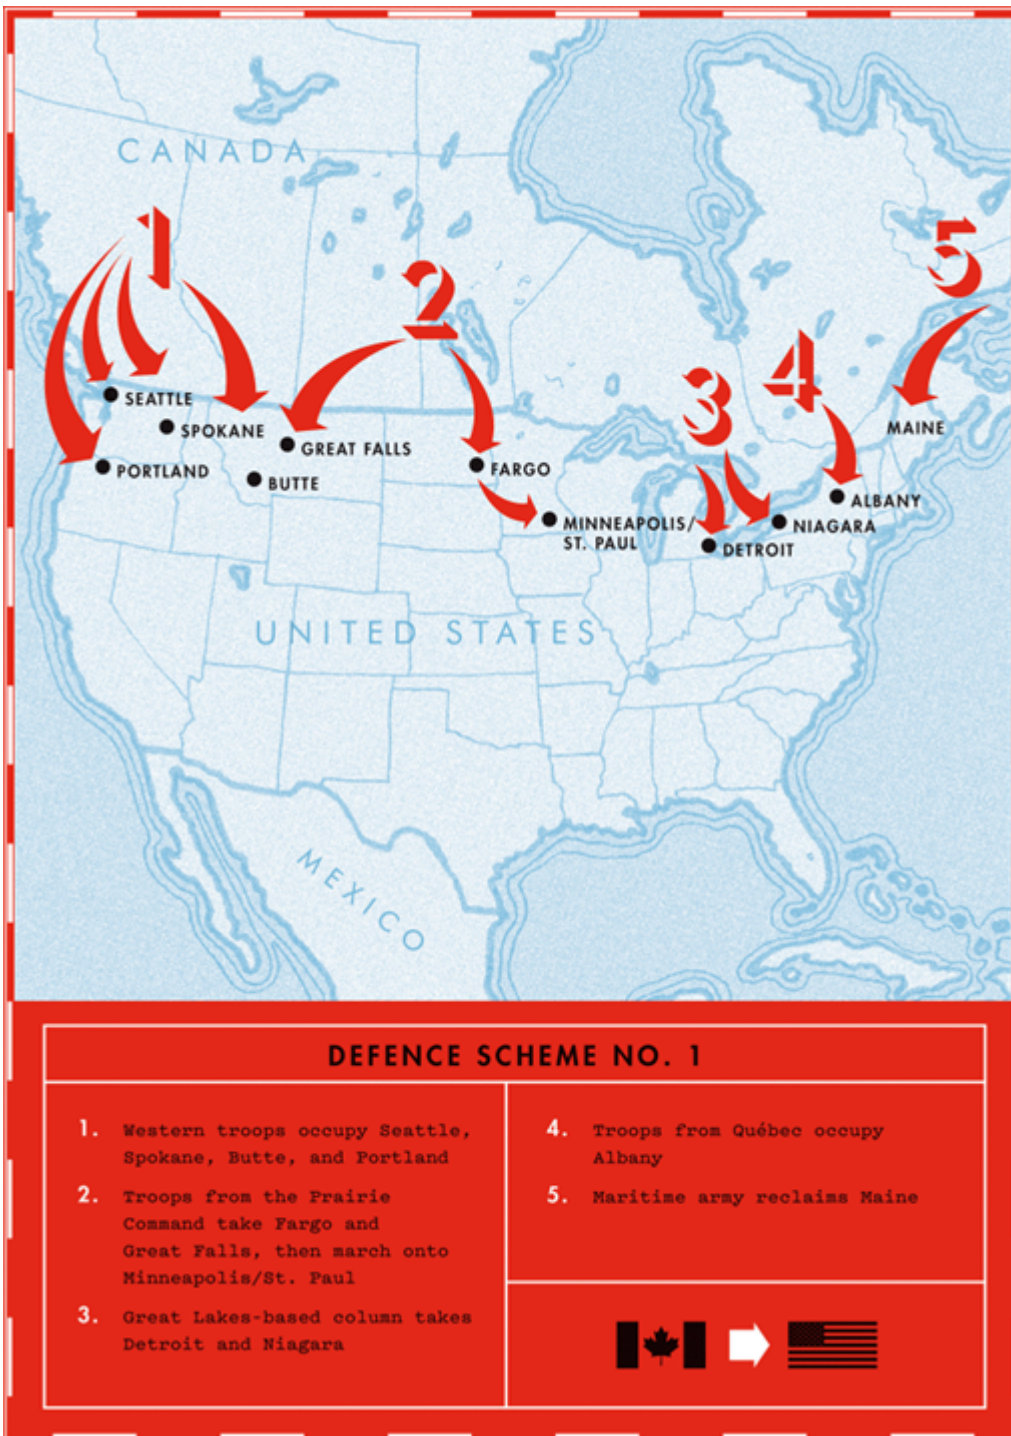 CANADA
1
2
3
4
5
SEATTLE
SPOKANE
PORTLAND
BUTTE
GREAT FALLS
FARGO
MINNEAPOLIS/
ST. PAUL
DETROIT
NIAGARA
ALBANY
MAINE
UNITED STATES
MEXICO
DEFENCE SCHEME NO. 1
1. Western troops occupy Seattle,
Spokane, Butte, and Portland
2. Troops from the Prairie
Command take Fargo and
Great Falls, then march onto
Minneapolis/St. Paul
3. Great Lakes-based column takes
Detroit and Niagara
4. Troops from Québec occupy
Albany
5. Maritime army reclaims Maine